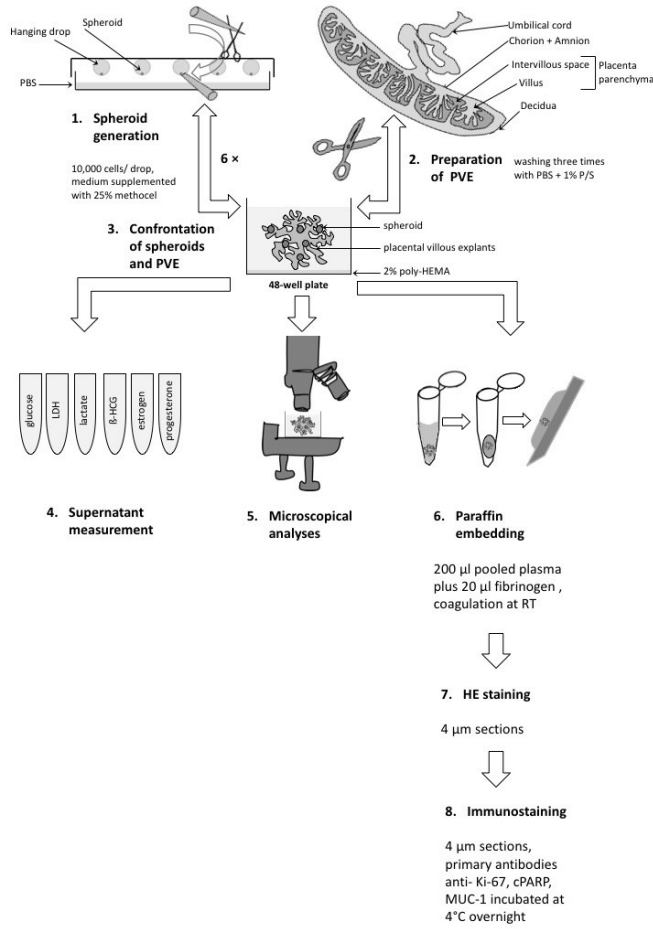 Hanging drop
Spheroid
PBS
1. Spheroid
generation
10,000 cells/ drop,
medium supplemented
with 25% methocel
6 ×
Umbilical cord
Chorion + Amnion
Intervillous space
Villus
Placenta
parenchyma
Decidua
2. Preparation
of PVE
washing three times
with PBS + 1% P/S
3. Confrontation
of spheroids
and PVE
spheroid
placental villous explants
2% poly-HEMA
48-well plate
glucose
LDH
lactate
ß-HCG
estrogen
progesterone
4. Supernatant
measurement
5. Microscopical
analyses
6. Paraffin
embedding
200 µl pooled plasma
plus 20 µl fibrinogen ,
coagulation at RT
7. HE staining
4 µm sections
8. Immunostaining
4 µm sections,
primary antibodies
anti- Ki-67, cPARP,
MUC-1 incubated at
4°C overnight